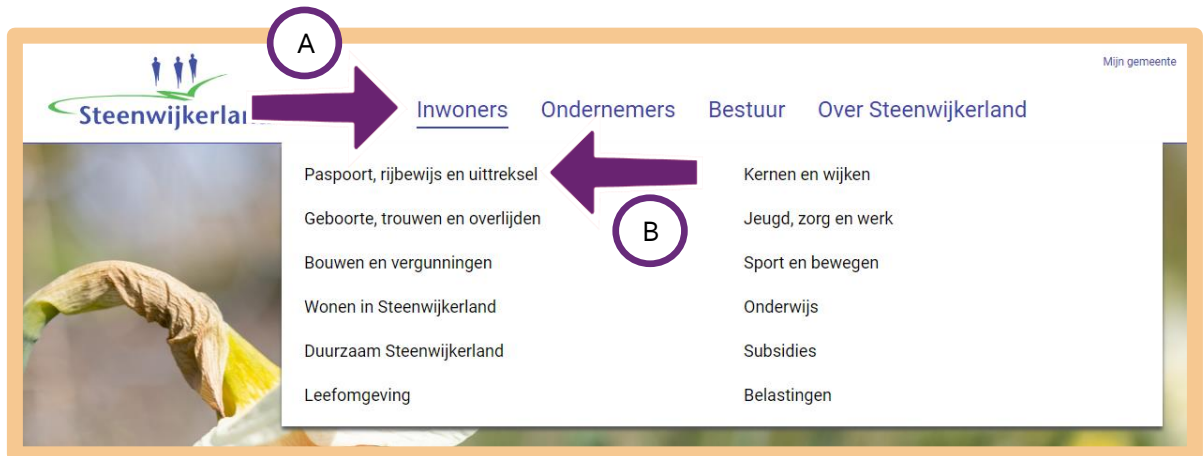 A
Mijn gemeente
Inwoners Ondernemers Bestuur Over Steenwijkerland
Paspoort, rijbewijs en uittreksel
Geboorte, trouwen en overlijden
Bouwen en vergunningen
Wonen in Steenwijkerland
Duurzaam Steenwijkerland
Leefomgeving
B
Kernen en wijken
Jeugd, zorg en werk
Sport en bewegen
Onderwijs
Subsidies
Belastingen